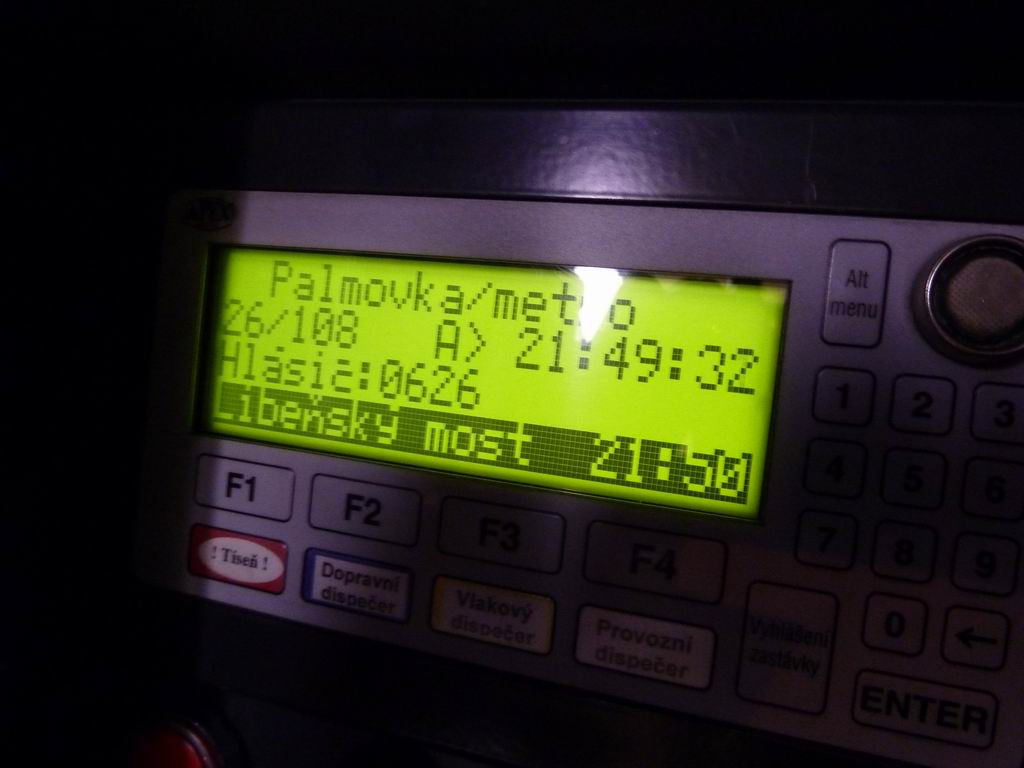 APEX
Palmovka/metro
26/108 A> 21:49:32
Hlasič:0626
Libeňský most 21:50
Alt menu
1 2 3
4 5 6
7 8 9
0 ←
ENTER
F1 F2 F3 F4
! Tíseň !
Dopravní dispečer
Vlakový dispečer
Provozní dispečer
Vyhlášení zastávky